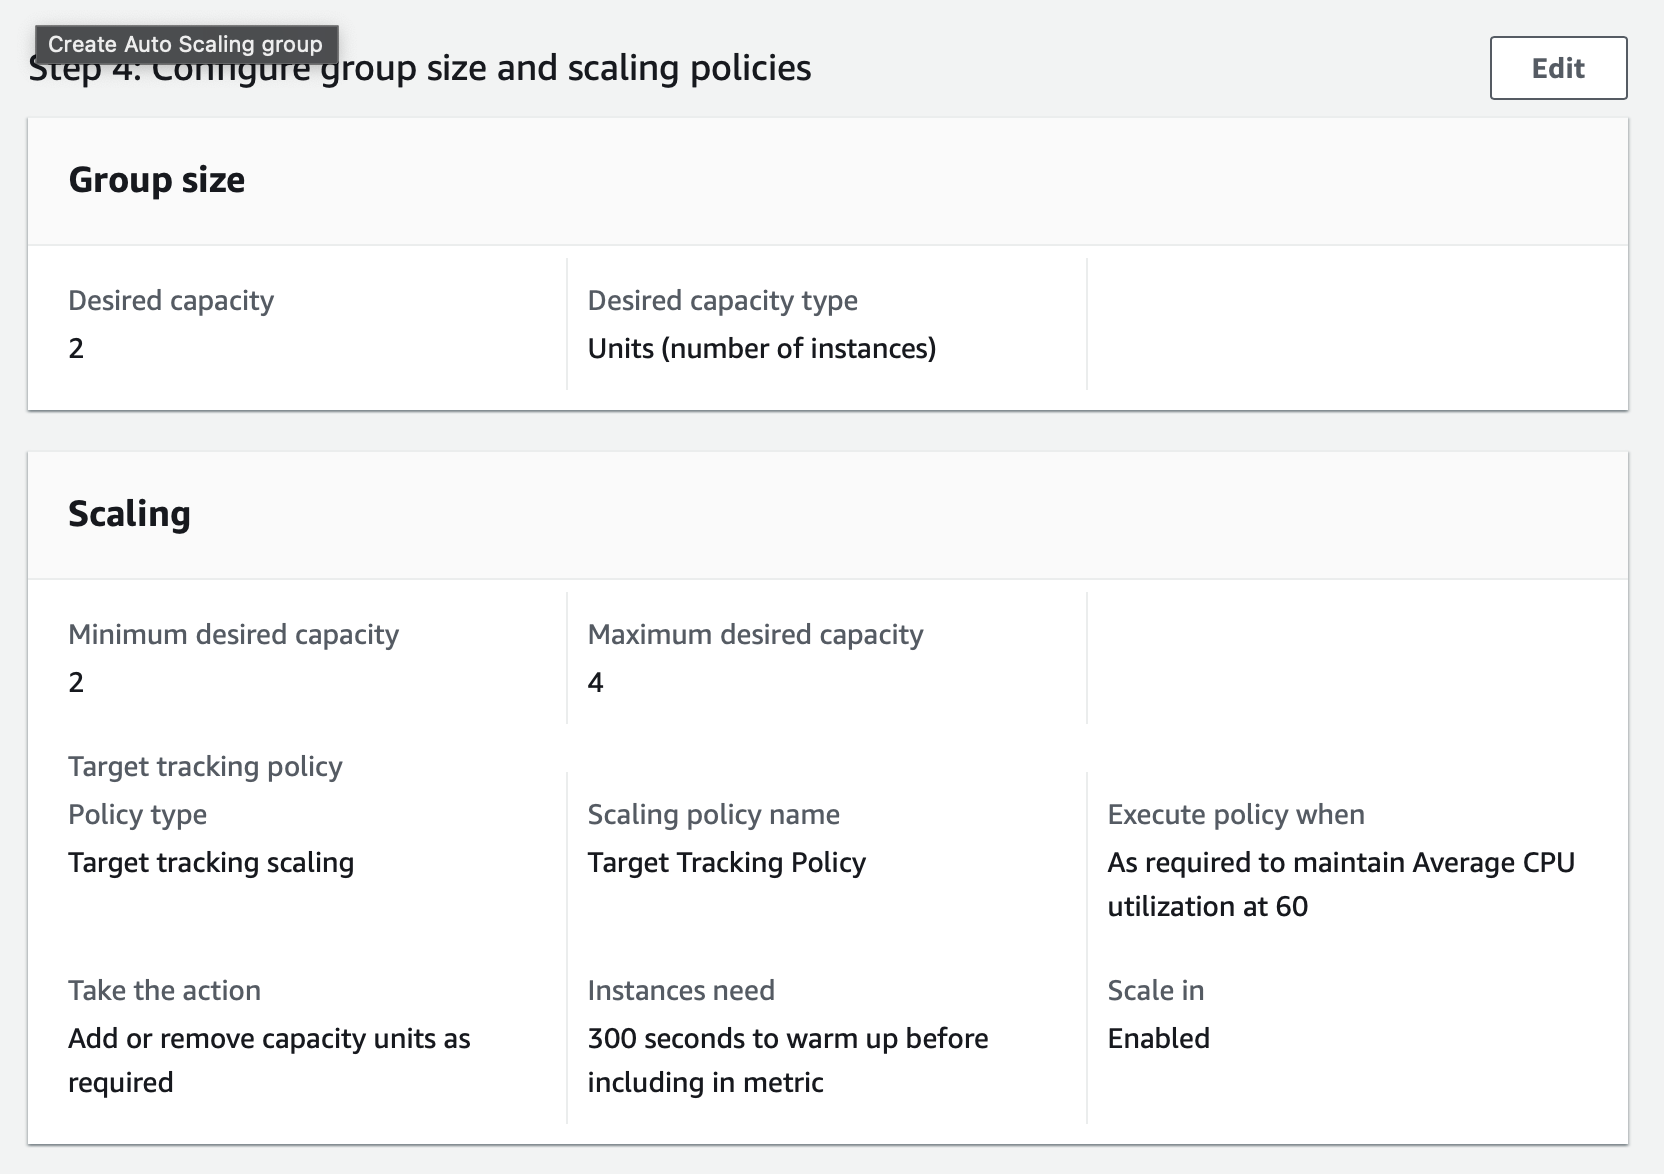 Create Auto Scaling group
Step 4: Configure group size and scaling policies
Edit
Group size
Desired capacity
2
Desired capacity type
Units (number of instances)
Scaling
Minimum desired capacity
2
Maximum desired capacity
4
Target tracking policy
Policy type
Target tracking scaling
Scaling policy name
Target Tracking Policy
Execute policy when
As required to maintain Average CPU
utilization at 60
Take the action
Add or remove capacity units as
required
Instances need
300 seconds to warm up before
including in metric
Scale in
Enabled